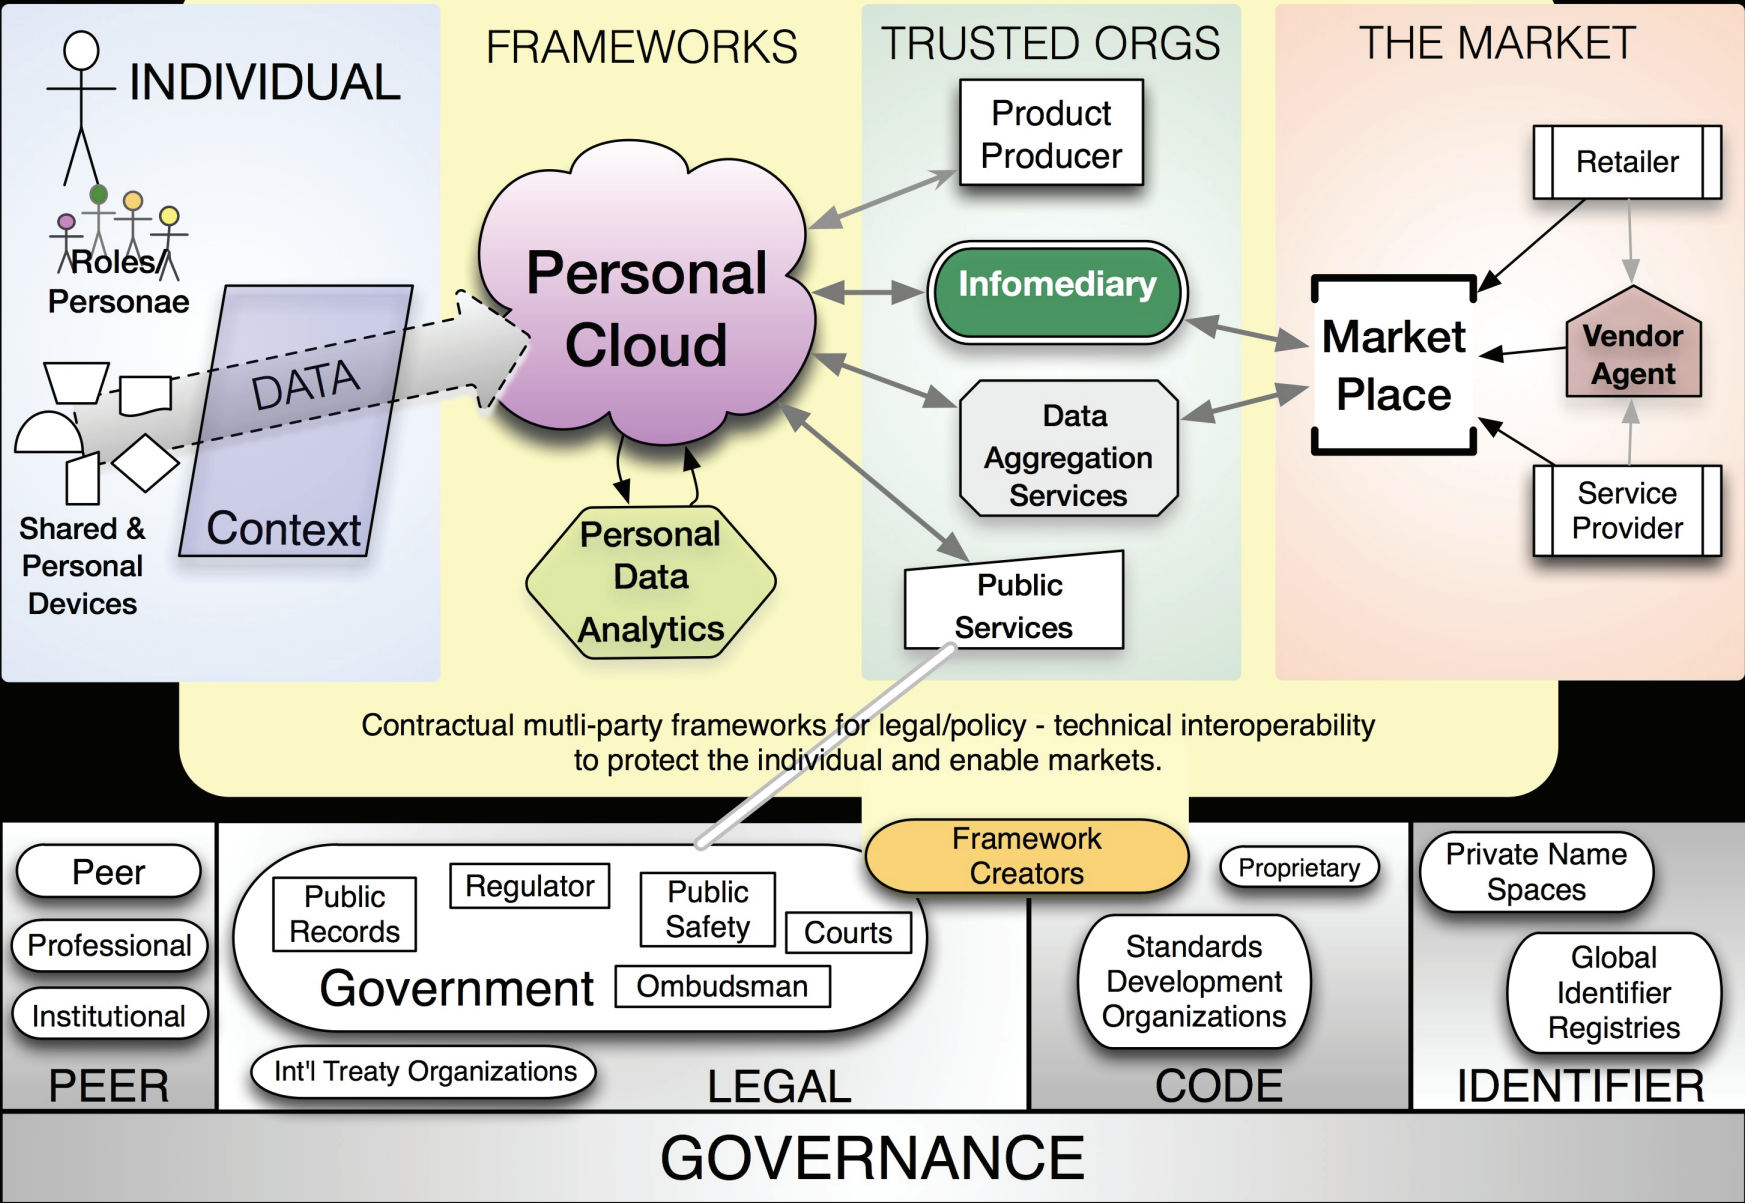 INDIVIDUAL
Roles/
Personae
DATA
Context
Shared &
Personal
Devices
FRAMEWORKS
Personal
Cloud
Personal
Data
Analytics
TRUSTED ORGS
Product
Producer
Infomediary
Data
Aggregation
Services
Public
Services
THE MARKET
Retailer
Market
Place
Vendor
Agent
Service
Provider
Contractual mutli-party frameworks for legal/policy - technical interoperability
to protect the individual and enable markets.
Peer
Professional
Institutional
PEER
Public
Records
Regulator
Public
Safety
Courts
Government
Ombudsman
Int'l Treaty Organizations
LEGAL
Framework
Creators
Proprietary
Standards
Development
Organizations
CODE
Private Name
Spaces
Global
Identifier
Registries
IDENTIFIER
GOVERNANCE